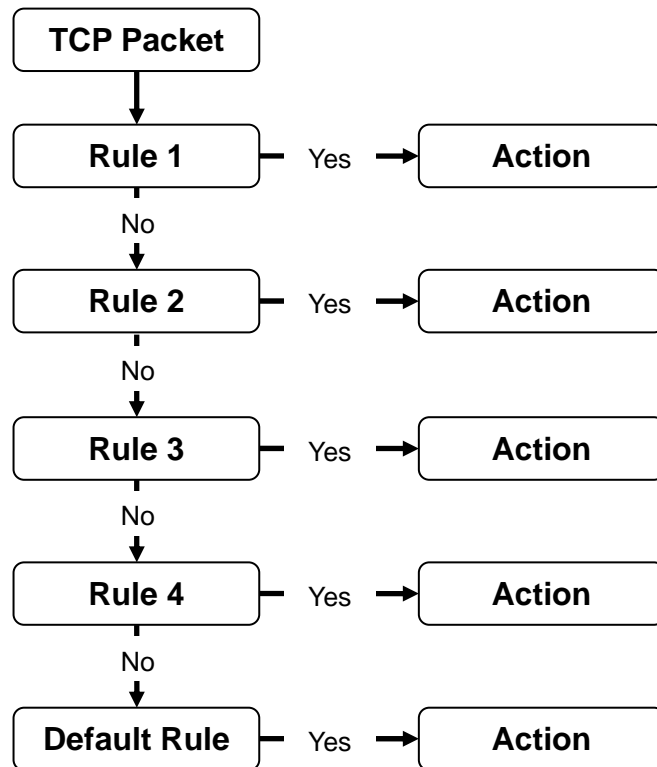 TCP Packet
Rule 1
Yes
Action
No
Rule 2
Yes
Action
No
Rule 3
Yes
Action
No
Rule 4
Yes
Action
No
Default Rule
Yes
Action